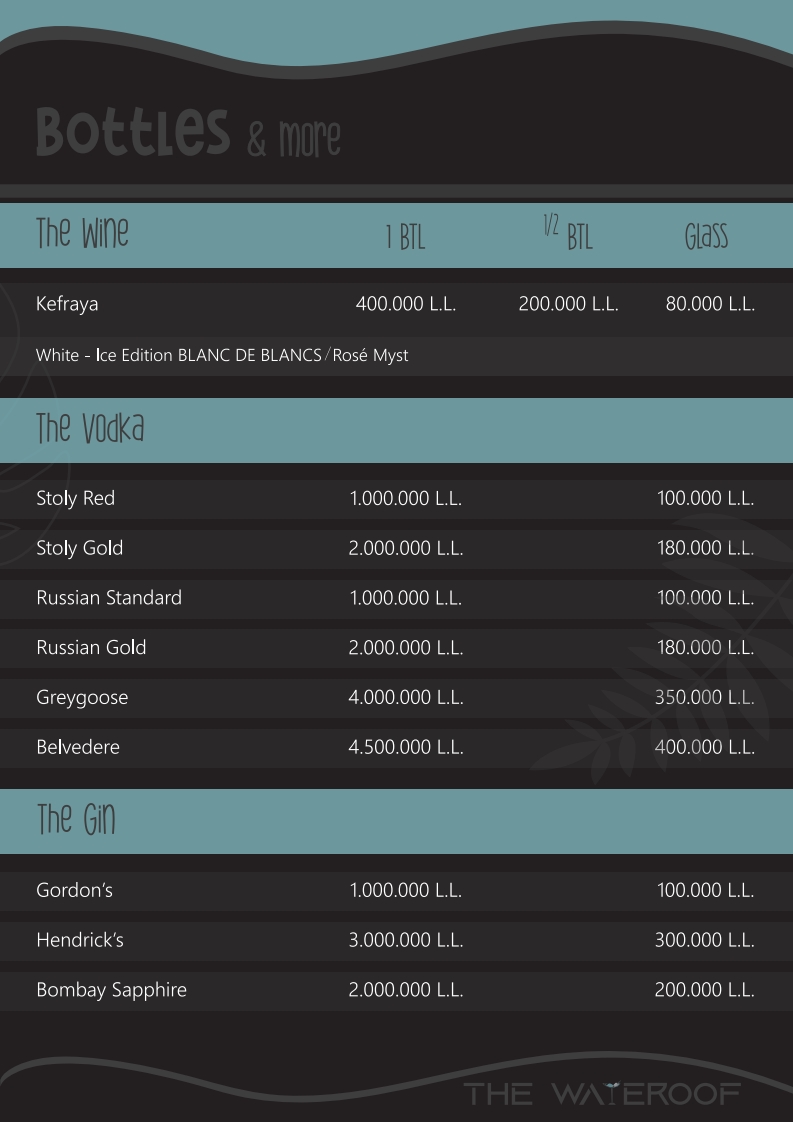 Bottles & more
The Wine 1 BTL 1/2 BTL Glass
Kefraya 400.000 L.L. 200.000 L.L. 80.000 L.L.
White - Ice Edition BLANC DE BLANCS / Rosé Myst
The Vodka
Stoly Red 1.000.000 L.L. 100.000 L.L.
Stoly Gold 2.000.000 L.L. 180.000 L.L.
Russian Standard 1.000.000 L.L. 100.000 L.L.
Russian Gold 2.000.000 L.L. 180.000 L.L.
Greygoose 4.000.000 L.L. 350.000 L.L.
Belvedere 4.500.000 L.L. 400.000 L.L.
The Gin
Gordon's 1.000.000 L.L. 100.000 L.L.
Hendrick's 3.000.000 L.L. 300.000 L.L.
Bombay Sapphire 2.000.000 L.L. 200.000 L.L.
THE WATEROOF